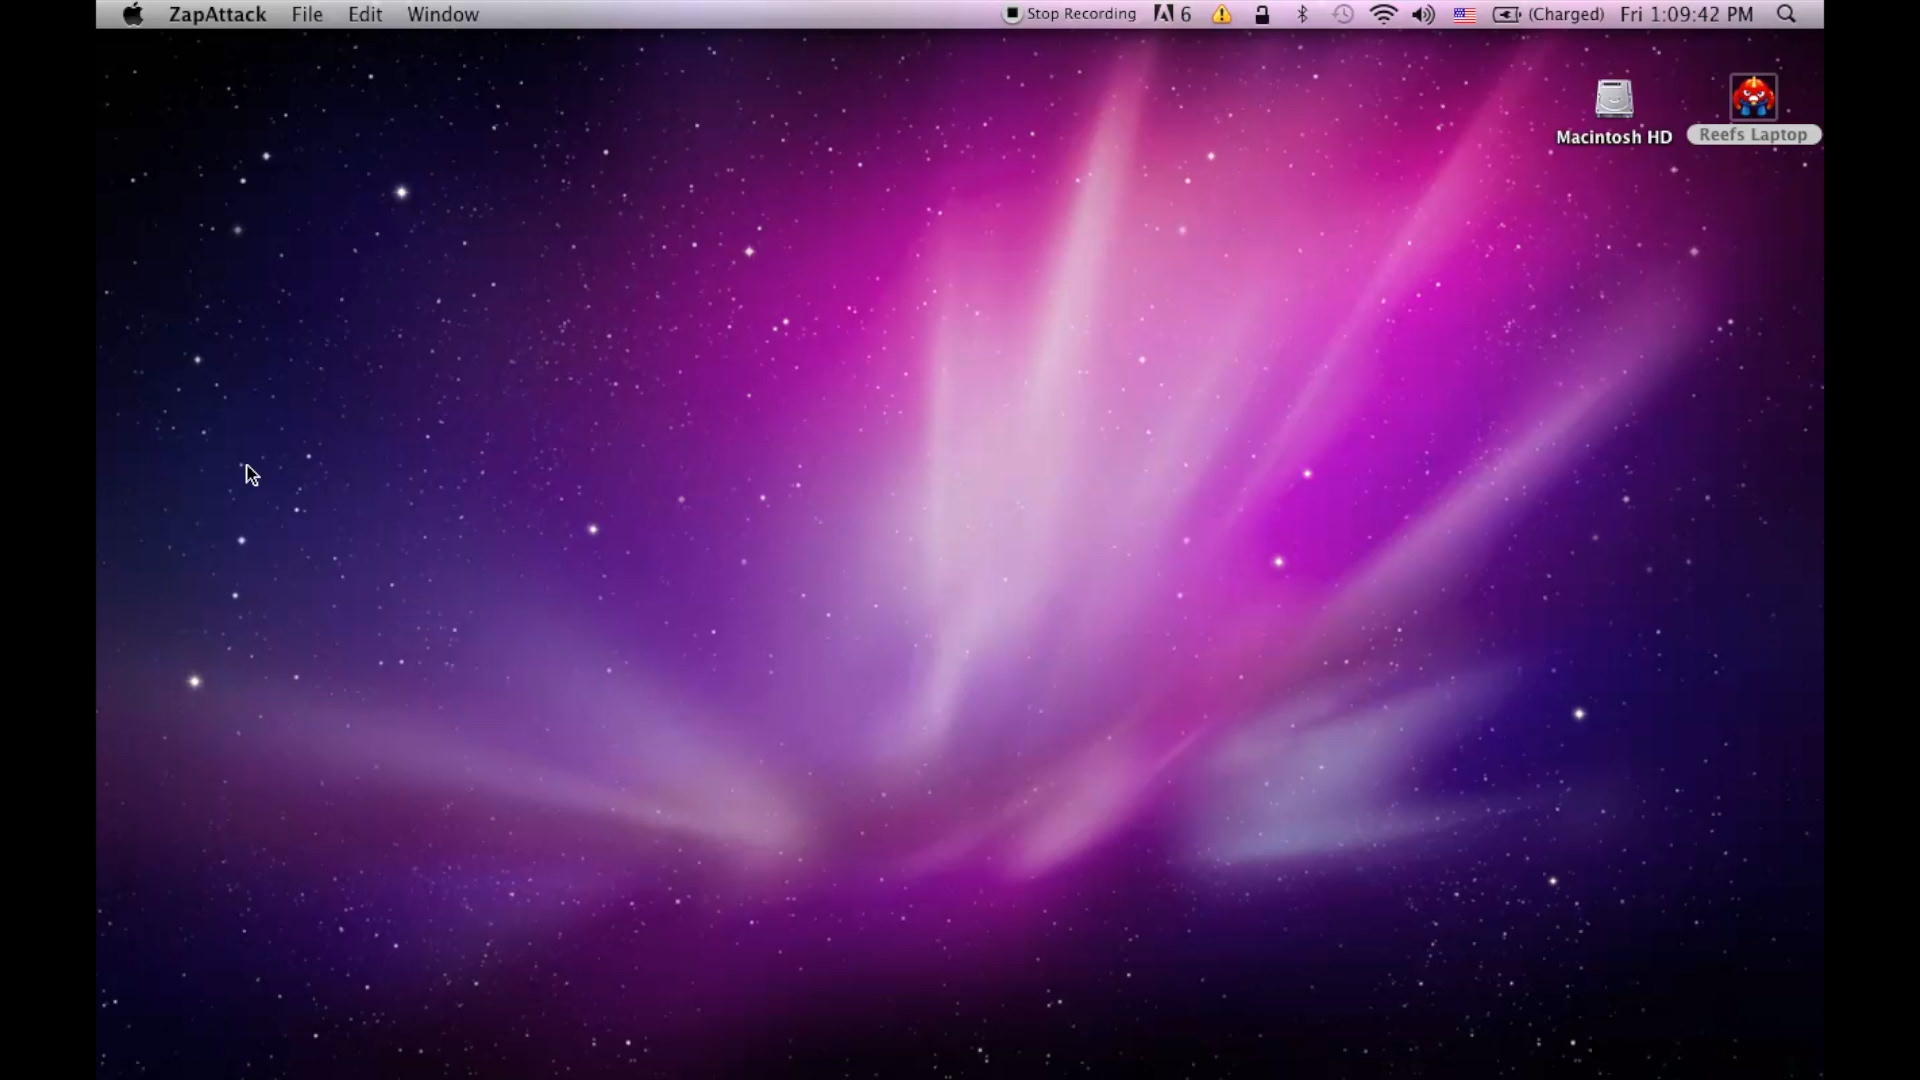 ZapAttack File Edit Window Stop Recording 6 (Charged) Fri 1:09:42 PM
Macintosh HD
Reefs Laptop